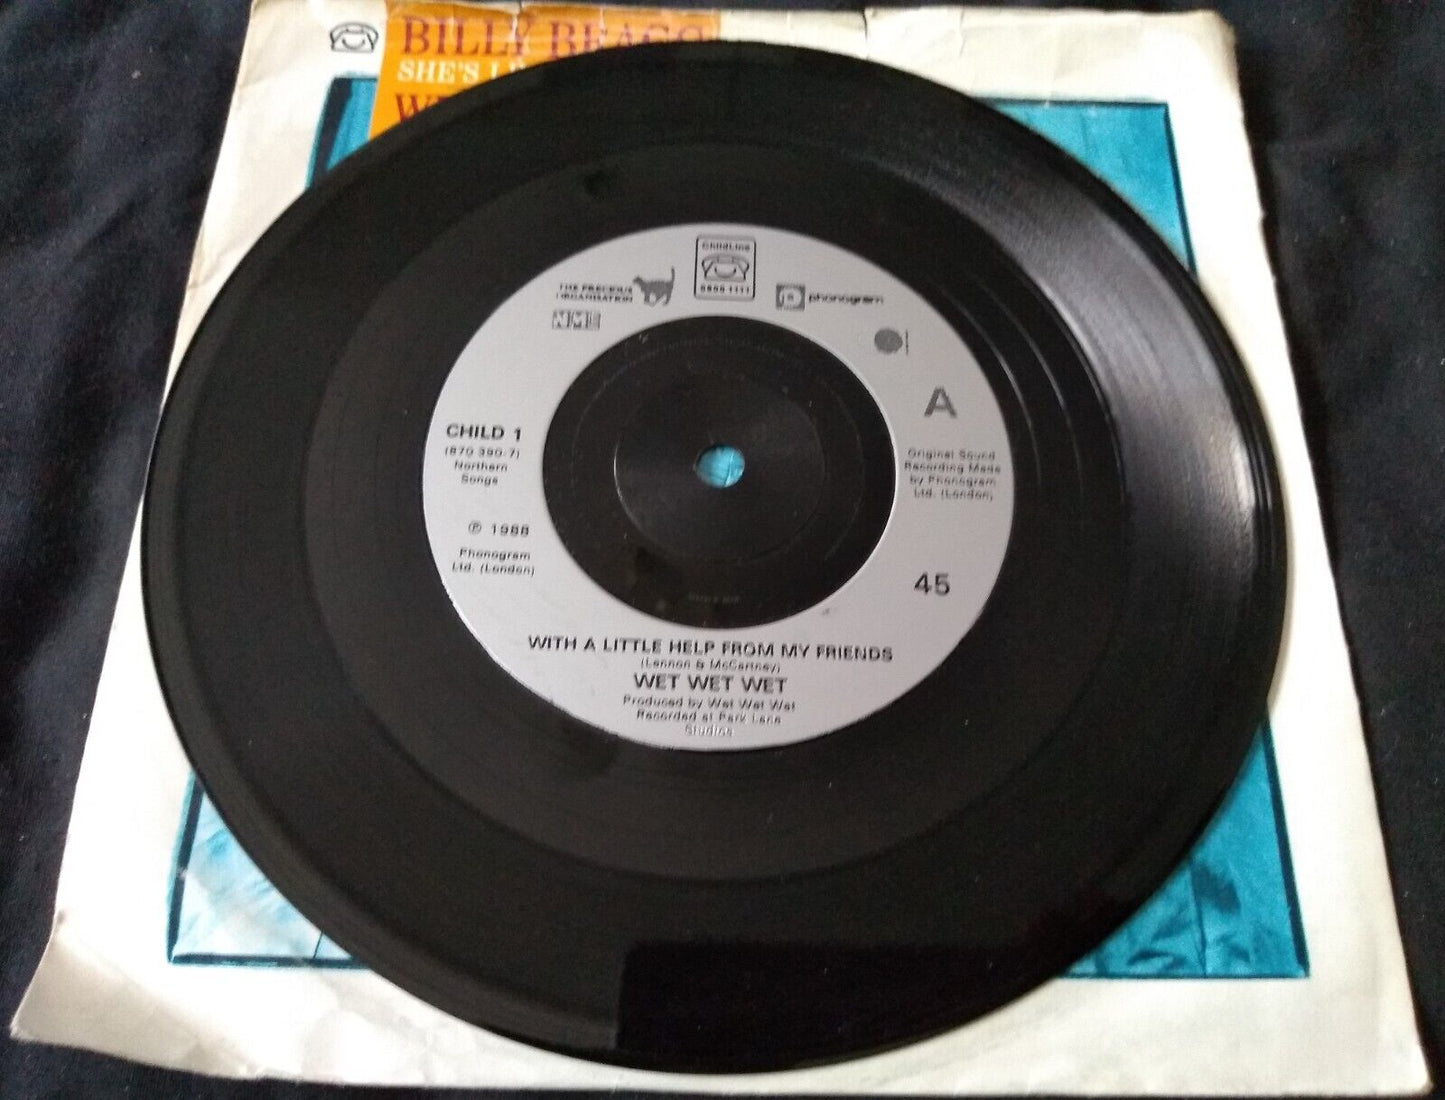 BILLY BRAGG
SHE'S
ChildLine
0800 1111
THE PRECIOUS
ORGANISATION
phonogram
NME
A
CHILD 1
(870 390-7)
Northern
Songs
Original Sound
Recording Made
by Phonogram
Ltd. (London)
℗ 1988
Phonogram
Ltd. (London)
45
WITH A LITTLE HELP FROM MY FRIENDS
(Lennon & McCartney)
WET WET WET
Produced by Wet Wet Wet
Recorded at Park Lane
Studios